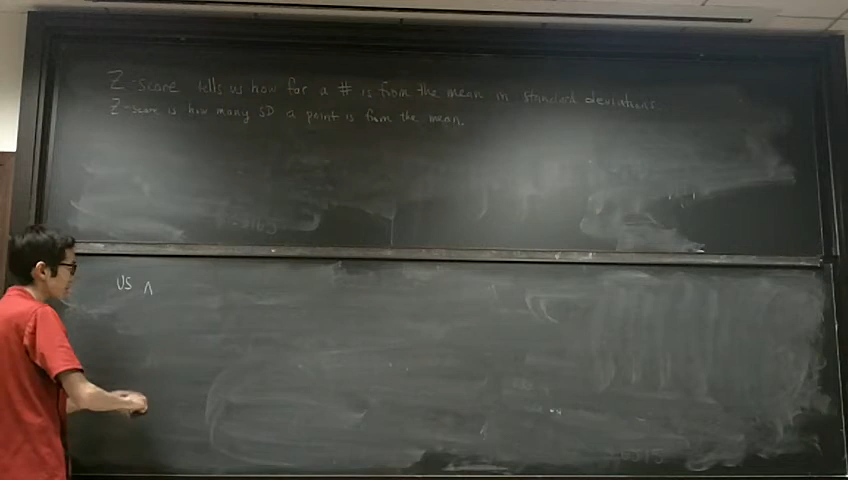 Z-score tells us how far a # is from the mean in standard deviations.
Z-score is how many SD a point is from the mean.
US